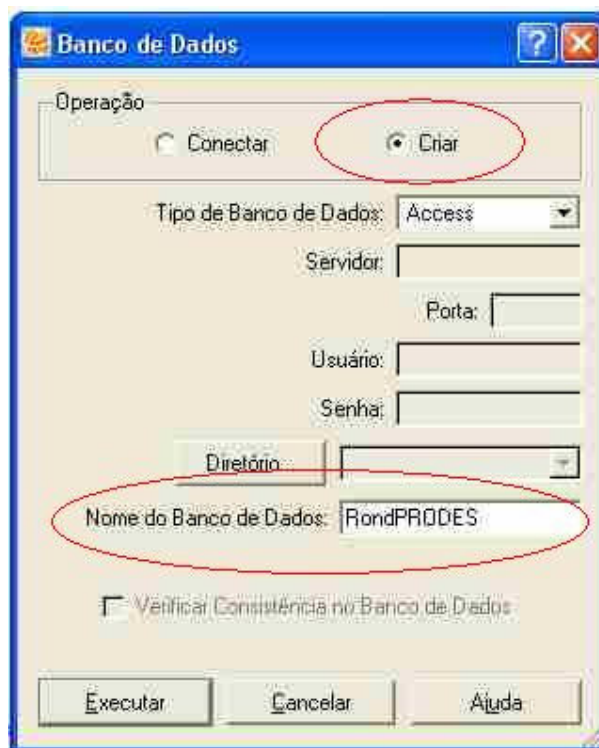 Banco de Dados
Operação
Conectar Criar
Tipo de Banco de Dados: Access
Servidor:
Porta:
Usuário:
Senha:
Diretório
Nome do Banco de Dados: RondPRODES
Verificar Consistência no Banco de Dados
Executar Cancelar Ajuda